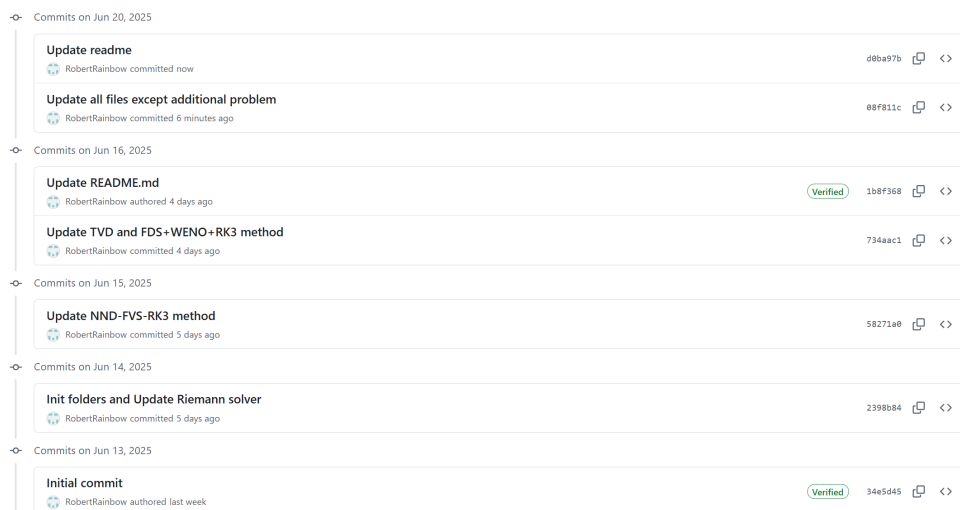 Commits on Jun 20, 2025
Update readme
RobertRainbow committed now
d0ba97b
Update all files except additional problem
RobertRainbow committed 6 minutes ago
08f811c
Commits on Jun 16, 2025
Update README.md
RobertRainbow authored 4 days ago
Verified 1b8f368
Update TVD and FDS+WENO+RK3 method
RobertRainbow committed 4 days ago
734aac1
Commits on Jun 15, 2025
Update NND-FVS-RK3 method
RobertRainbow committed 5 days ago
58271a0
Commits on Jun 14, 2025
Init folders and Update Riemann solver
RobertRainbow committed 5 days ago
2398b84
Commits on Jun 13, 2025
Initial commit
RobertRainbow authored last week
Verified 34e5d45